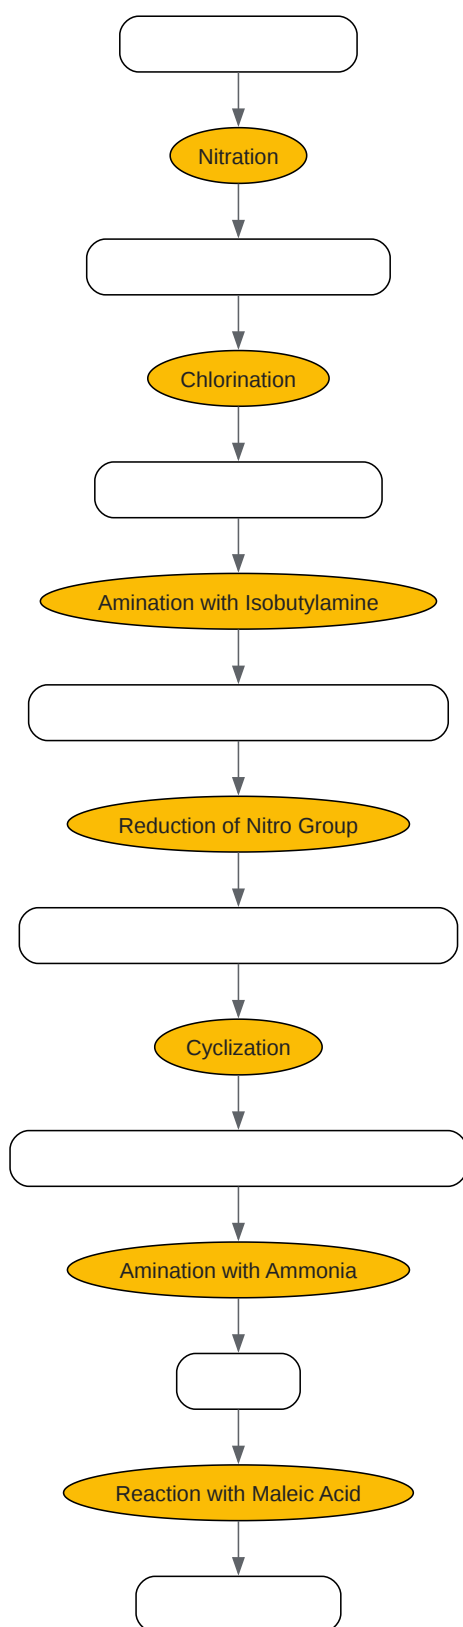 Nitration
Chlorination
Amination with Isobutylamine
Reduction of Nitro Group
Cyclization
Amination with Ammonia
Reaction with Maleic Acid